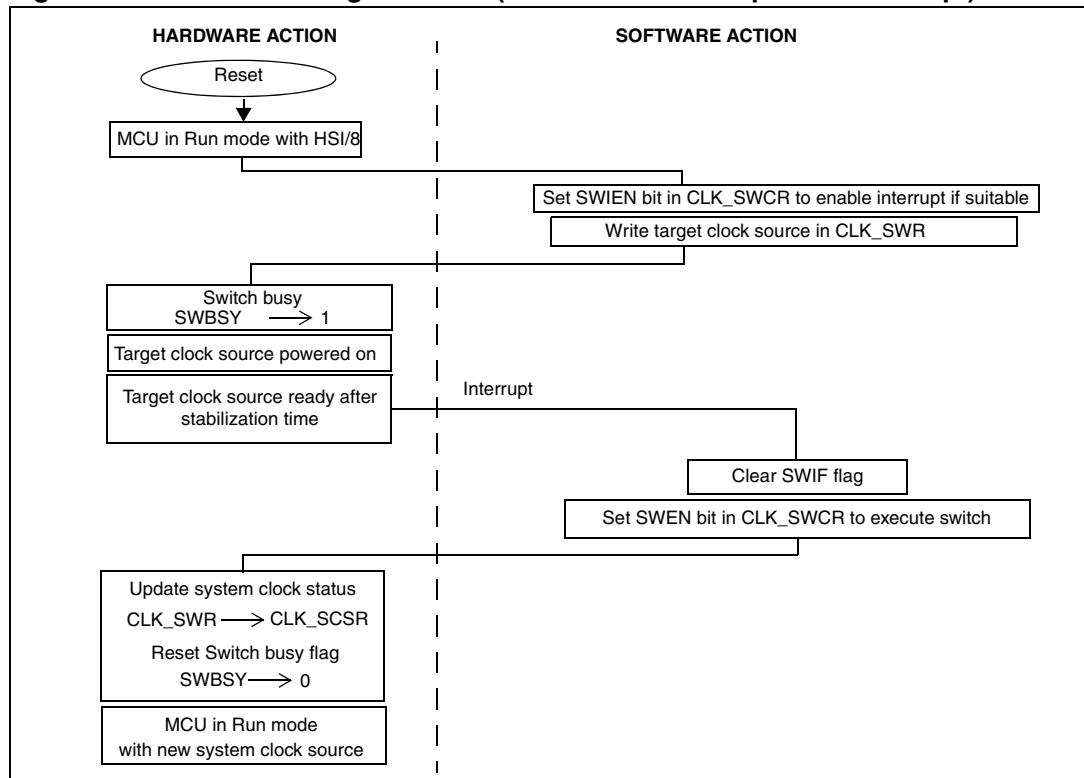 HARDWARE ACTION
SOFTWARE ACTION
Reset
MCU in Run mode with HSI/8
Set SWIEN bit in CLK_SWCR to enable interrupt if suitable
Write target clock source in CLK_SWR
Switch busy
SWBSY → 1
Target clock source powered on
Target clock source ready after
stabilization time
Interrupt
Clear SWIF flag
Set SWEN bit in CLK_SWCR to execute switch
Update system clock status
CLK_SWR → CLK_SCSR
Reset Switch busy flag
SWBSY → 0
MCU in Run mode
with new system clock source